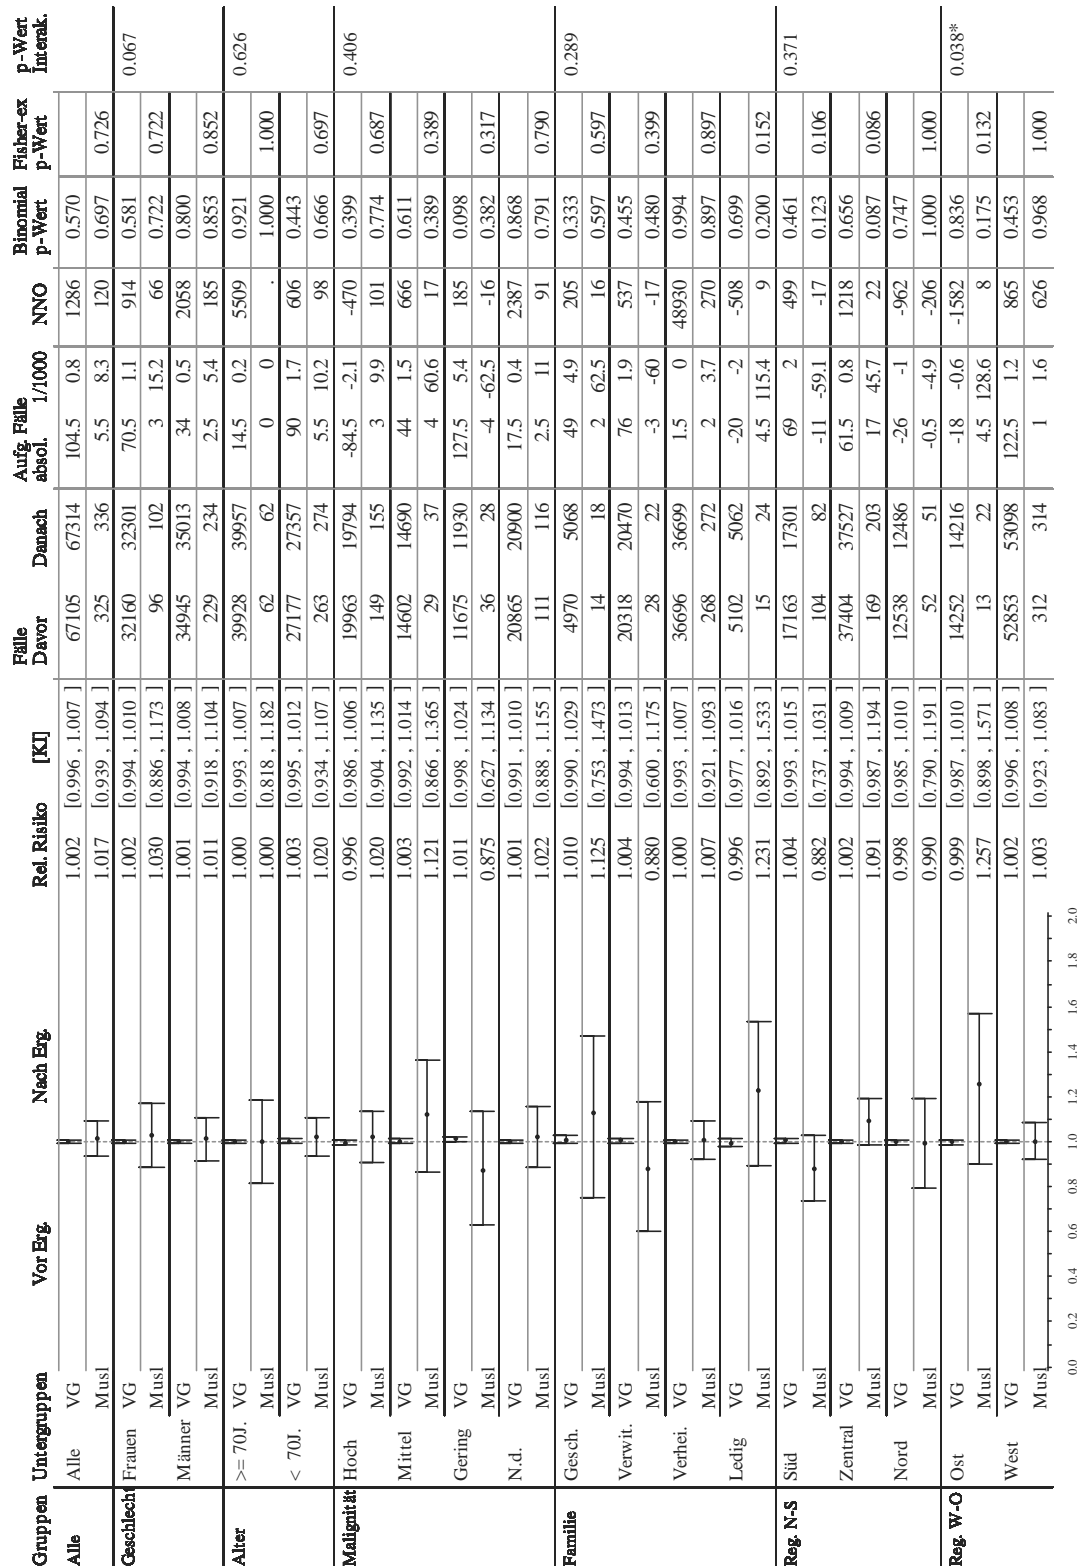 Gruppen Untergruppen Vor Erg. Nach Erg. Rel. Risiko [KI] Fälle Davor Danach Aufg. Fälle absol. 1/1000 NNO Binomial p-Wert Fisher-ex p-Wert p-Wert Interak.
Alle Alle VG 1.002 [0.996 , 1.007 ] 67105 67314 104.5 0.8 1286 0.570
Musl 1.017 [0.939 , 1.094 ] 325 336 5.5 8.3 120 0.697 0.726
Geschlecht Frauen VG 1.002 [0.994 , 1.010 ] 32160 32301 70.5 1.1 914 0.581 0.067
Musl 1.030 [0.886 , 1.173 ] 96 102 3 15.2 66 0.722 0.722
Männer VG 1.001 [0.994 , 1.008 ] 34945 35013 34 0.5 2058 0.800
Musl 1.011 [0.918 , 1.104 ] 229 234 2.5 5.4 185 0.853 0.852
Alter >= 70J. VG 1.000 [0.993 , 1.007 ] 39928 39957 14.5 0.2 5509 0.921 0.626
Musl 1.000 [0.818 , 1.182 ] 62 62 0 0 . 1.000 1.000
< 70J. VG 1.003 [0.995 , 1.012 ] 27177 27357 90 1.7 606 0.443
Musl 1.020 [0.934 , 1.107 ] 263 274 5.5 10.2 98 0.666 0.697
Malignität Hoch VG 0.996 [0.986 , 1.006 ] 19963 19794 -84.5 -2.1 -470 0.399 0.406
Musl 1.020 [0.904 , 1.135 ] 149 155 3 9.9 101 0.774 0.687
Mittel VG 1.003 [0.992 , 1.014 ] 14602 14690 44 1.5 666 0.611
Musl 1.121 [0.866 , 1.365 ] 29 37 4 60.6 17 0.389 0.389
Gering VG 1.011 [0.998 , 1.024 ] 11675 11930 127.5 5.4 185 0.098
Musl 0.875 [0.627 , 1.134 ] 36 28 -4 -62.5 -16 0.382 0.317
N.d. VG 1.001 [0.991 , 1.010 ] 20865 20900 17.5 0.4 2387 0.868
Musl 1.022 [0.888 , 1.155 ] 111 116 2.5 11 91 0.791 0.790
Familie Gesch. VG 1.010 [0.990 , 1.029 ] 4970 5068 49 4.9 205 0.333 0.289
Musl 1.125 [0.753 , 1.473 ] 14 18 2 62.5 16 0.597 0.597
Verwit. VG 1.004 [0.994 , 1.013 ] 20318 20470 76 1.9 537 0.455
Musl 0.880 [0.600 , 1.175 ] 28 22 -3 -60 -17 0.480 0.399
Verhei. VG 1.000 [0.993 , 1.007 ] 36696 36699 1.5 0 48930 0.994
Musl 1.007 [0.921 , 1.093 ] 268 272 2 3.7 270 0.897 0.897
Ledig VG 0.996 [0.977 , 1.016 ] 5102 5062 -20 -2 -508 0.699
Musl 1.231 [0.892 , 1.533 ] 15 24 4.5 115.4 9 0.200 0.152
Reg. N-S Süd VG 1.004 [0.993 , 1.015 ] 17163 17301 69 2 499 0.461 0.371
Musl 0.882 [0.737 , 1.031 ] 104 82 -11 -59.1 -17 0.123 0.106
Zentral VG 1.002 [0.994 , 1.009 ] 37404 37527 61.5 0.8 1218 0.656
Musl 1.091 [0.987 , 1.194 ] 169 203 17 45.7 22 0.087 0.086
Nord VG 0.998 [0.985 , 1.010 ] 12538 12486 -26 -1 -962 0.747
Musl 0.990 [0.790 , 1.191 ] 52 51 -0.5 -4.9 -206 1.000 1.000
Reg. W-O Ost VG 0.999 [0.987 , 1.010 ] 14252 14216 -18 -0.6 -1582 0.836 0.038*
Musl 1.257 [0.898 , 1.571 ] 13 22 4.5 128.6 8 0.175 0.132
West VG 1.002 [0.996 , 1.008 ] 52853 53098 122.5 1.2 865 0.453
Musl 1.003 [0.923 , 1.083 ] 312 314 1 1.6 626 0.968 1.000
0.0 0.2 0.4 0.6 0.8 1.0 1.2 1.4 1.6 1.8 2.0